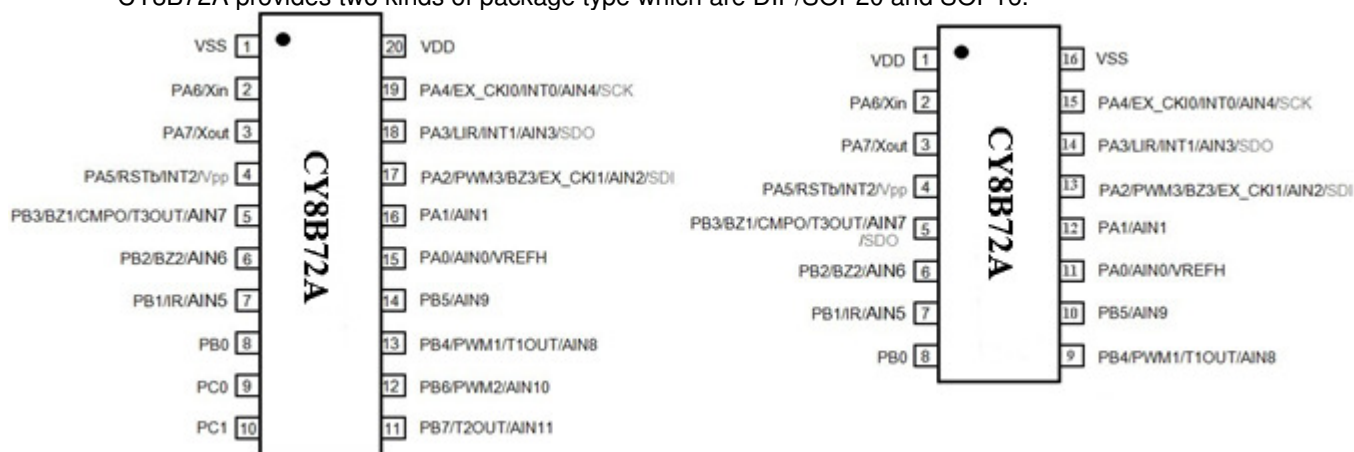 CY8B72A provides two kinds of package type which are DIP/SOP20 and SOP16.
VSS 1
PA6/Xin 2
PA7/Xout 3
PA5/RSTb/INT2/Vpp 4
PB3/BZ1/CMPO/T3OUT/AIN7 5
PB2/BZ2/AIN6 6
PB1/IR/AIN5 7
PB0 8
PC0 9
PC1 10
CY8B72A
20 VDD
19 PA4/EX_CKI0/INT0/AIN4/SCK
18 PA3/LIR/INT1/AIN3/SDO
17 PA2/PWM3/BZ3/EX_CKI1/AIN2/SDI
16 PA1/AIN1
15 PA0/AIN0/VREFH
14 PB5/AIN9
13 PB4/PWM1/T1OUT/AIN8
12 PB6/PWM2/AIN10
11 PB7/T2OUT/AIN11
VDD 1
PA6/Xin 2
PA7/Xout 3
PA5/RSTb/INT2/Vpp 4
PB3/BZ1/CMPO/T3OUT/AIN7 5
/SDO
PB2/BZ2/AIN6 6
PB1/IR/AIN5 7
PB0 8
CY8B72A
16 VSS
15 PA4/EX_CKI0/INT0/AIN4/SCK
14 PA3/LIR/INT1/AIN3/SDO
13 PA2/PWM3/BZ3/EX_CKI1/AIN2/SDI
12 PA1/AIN1
11 PA0/AIN0/VREFH
10 PB5/AIN9
9 PB4/PWM1/T1OUT/AIN8